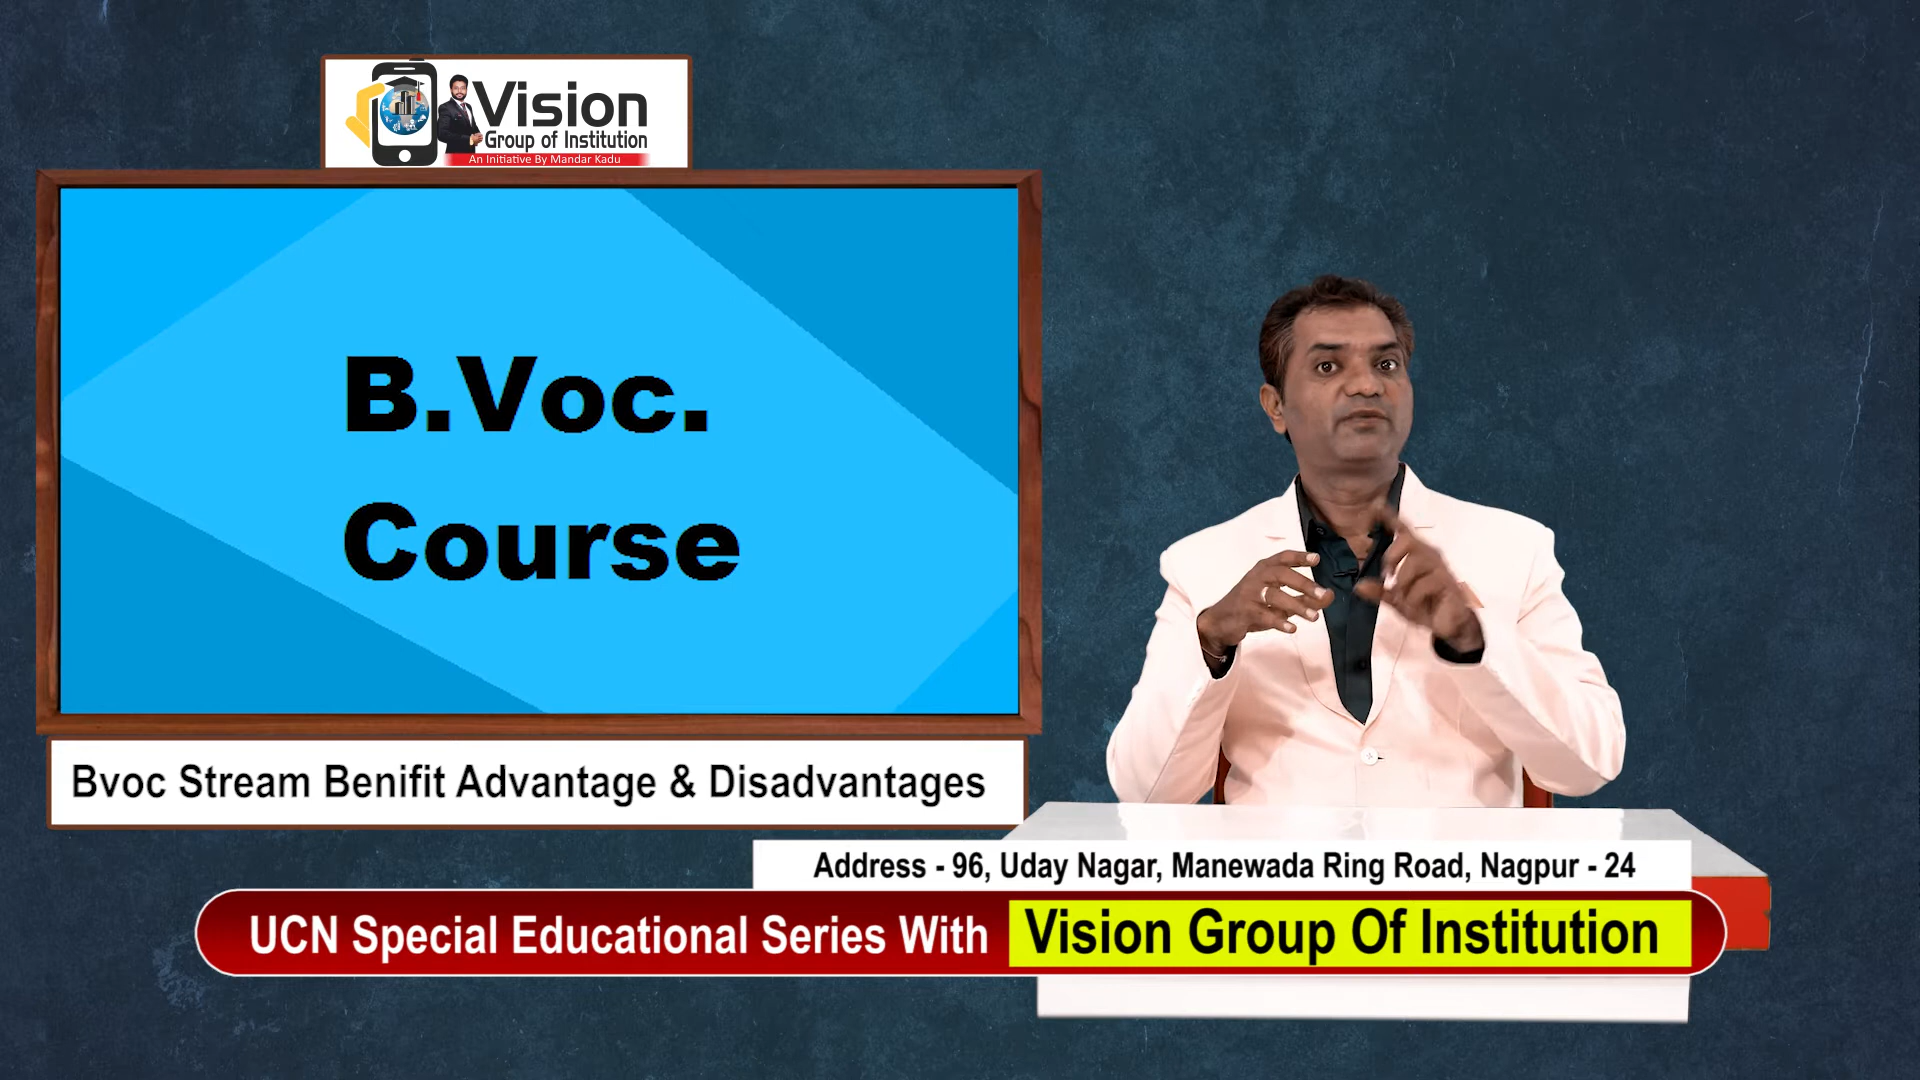 Vision
Group of Institution
An Initiative By Mandar Kadu
B.Voc.
Course
Bvoc Stream Benifit Advantage & Disadvantages
Address - 96, Uday Nagar, Manewada Ring Road, Nagpur - 24
UCN Special Educational Series With Vision Group Of Institution